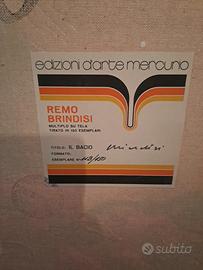 edizioni d'arte mercurio
REMO
BRINDISI
MULTIPLO SU TELA
TIRATO IN 150 ESEMPLARI
TITOLO: IL BACIO
FORMATO:
ESEMPLARE N°
subito